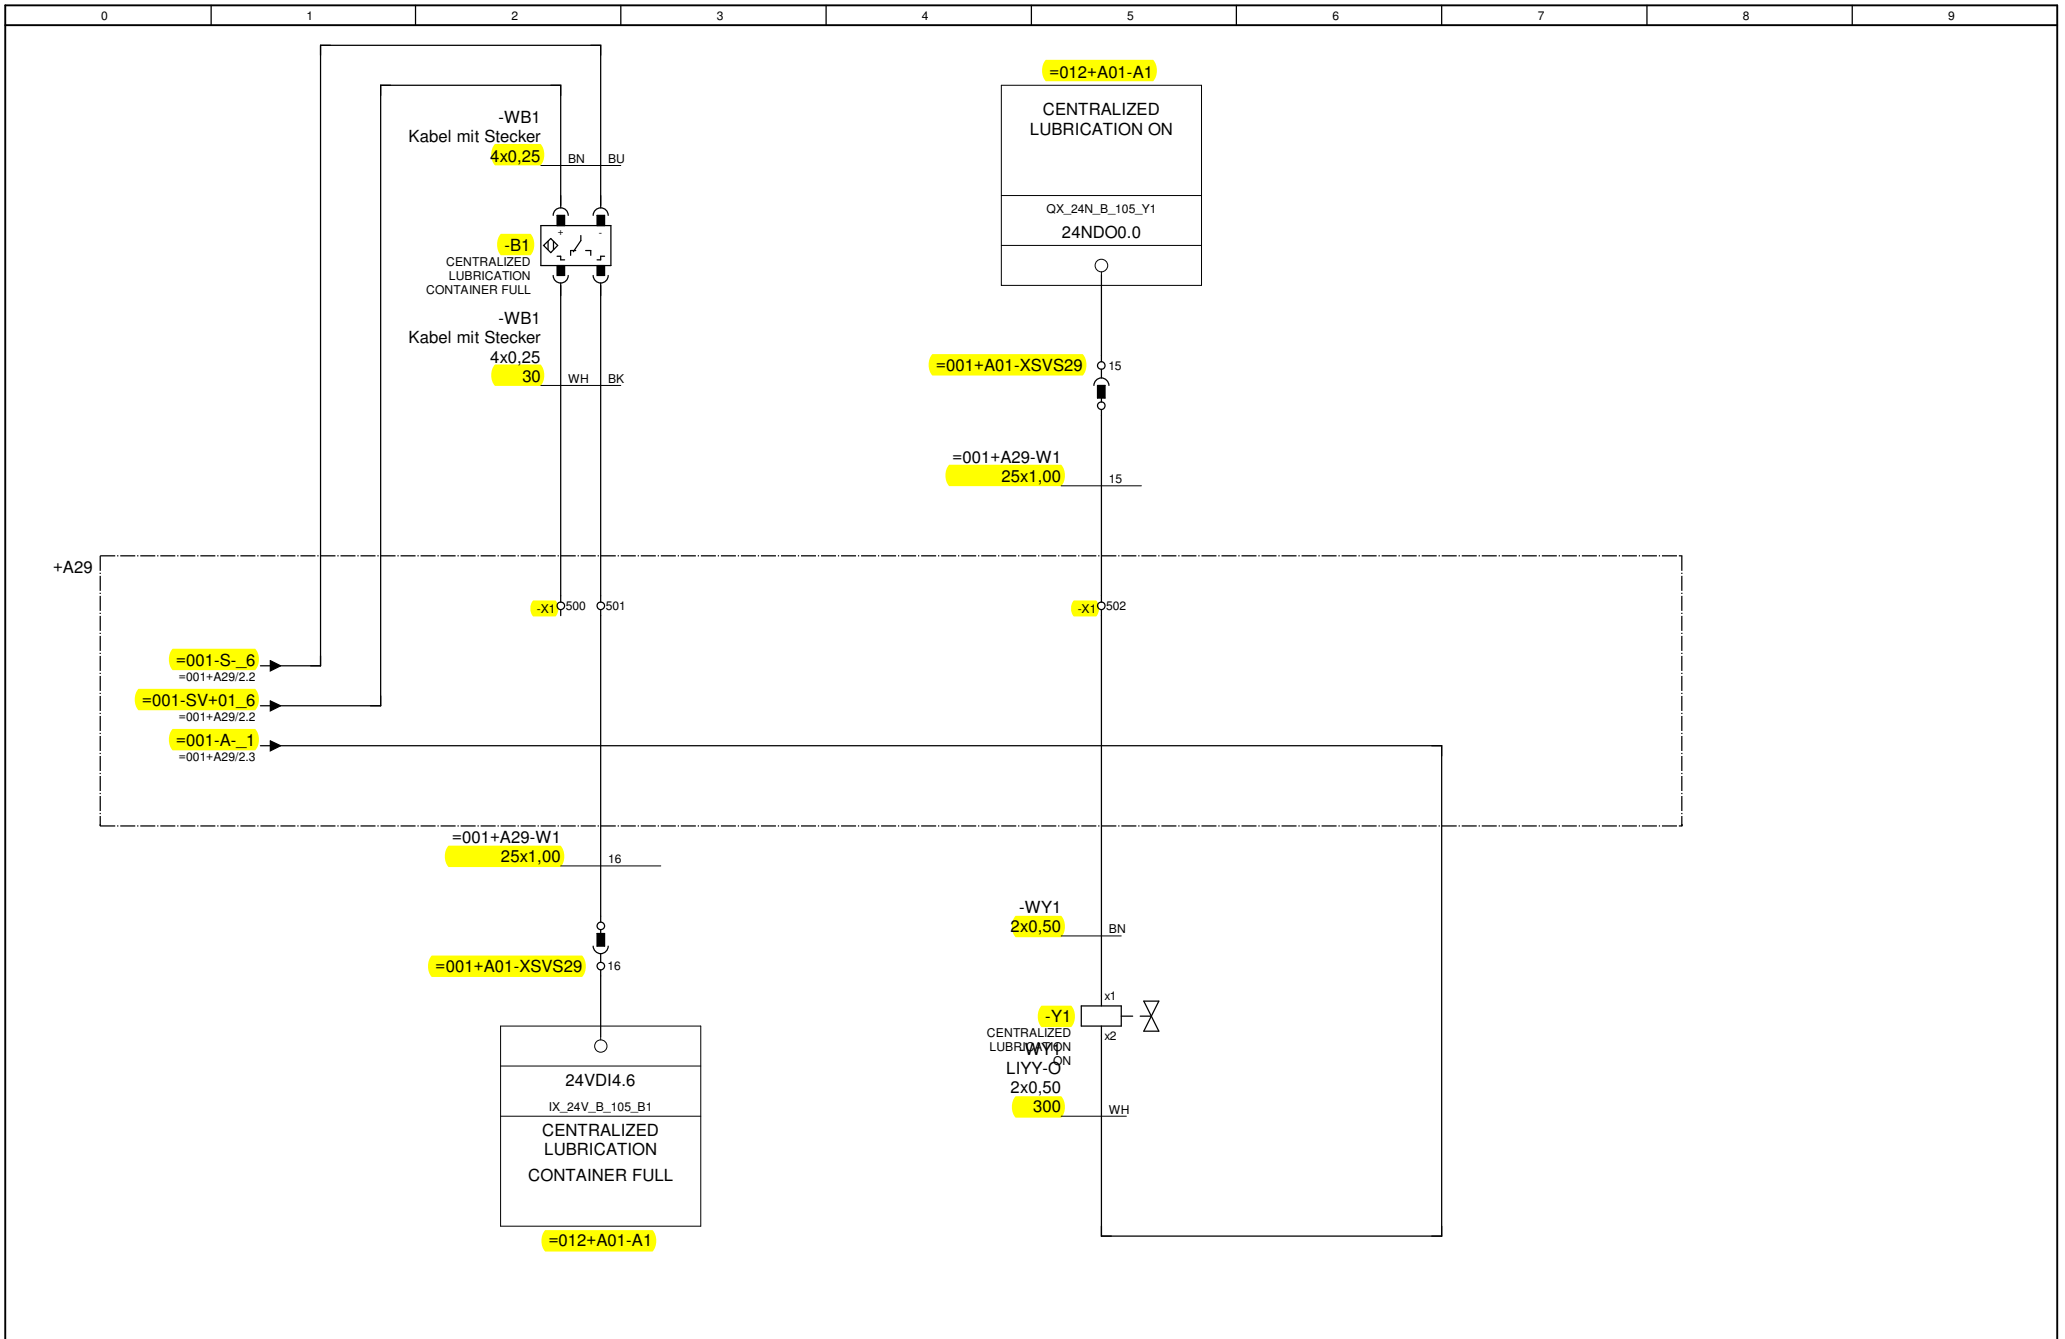 0 1 2 3 4 5 6 7 8 9
=012+A01-A1
CENTRALIZED
LUBRICATION ON
QX_24N_B_105_Y1
24NDO0.0
-WB1
Kabel mit Stecker
4x0,25
BN BU
+ -
-B1
CENTRALIZED
LUBRICATION
CONTAINER FULL
-WB1
Kabel mit Stecker
4x0,25
30
WH BK
=001+A01-XSVS29
15
=001+A29-W1
25x1,00
15
+A29
-X1 500 501
-X1 502
=001-S-_6
=001+A29/2.2
=001-SV+01_6
=001+A29/2.2
=001-A-_1
=001+A29/2.3
=001+A29-W1
25x1,00
16
=001+A01-XSVS29
16
24VDI4.6
IX_24V_B_105_B1
CENTRALIZED
LUBRICATION
CONTAINER FULL
=012+A01-A1
-WY1
2x0,50
BN
x1
-Y1
x2
CENTRALIZED
LUBRICATION
ON
-WY1
LIYY-O
2x0,50
300
WH